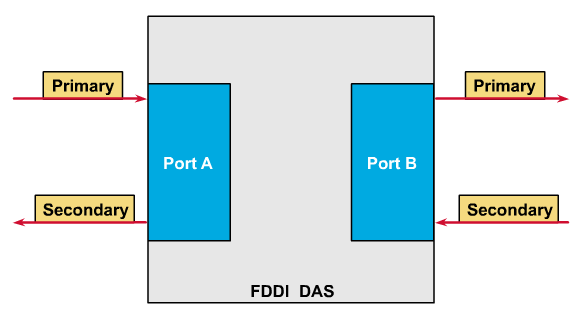 Primary
Primary
Port A
Port B
Secondary
Secondary
FDDI DAS